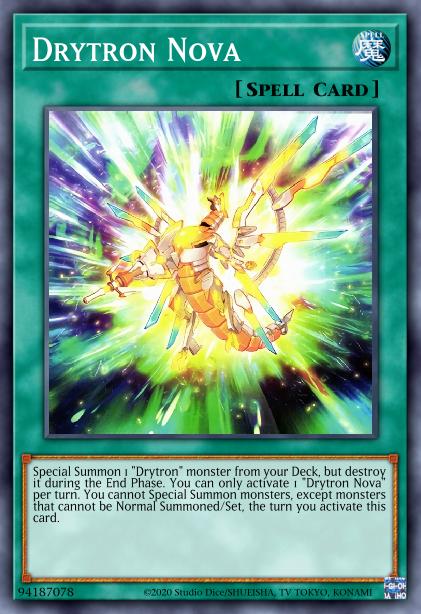 Drytron Nova
SPELL
魔
[Spell Card]
Special Summon 1 "Drytron" monster from your Deck, but destroy
it during the End Phase. You can only activate 1 "Drytron Nova"
per turn. You cannot Special Summon monsters, except monsters
that cannot be Normal Summoned/Set, the turn you activate this
card.
94187078
©2020 Studio Dice/SHUEISHA, TV TOKYO, KONAMI